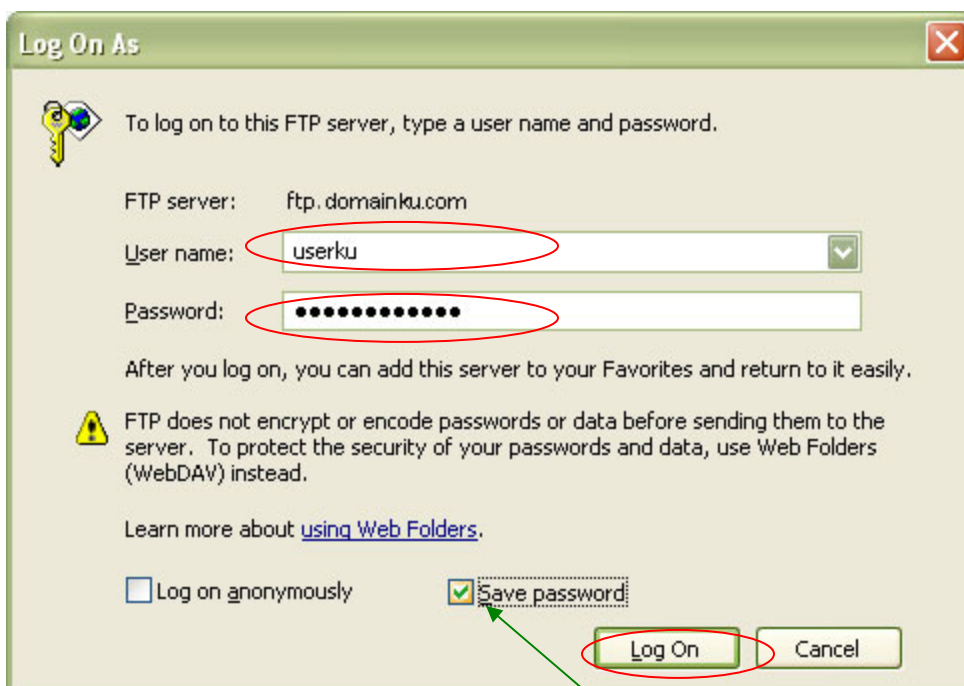 Log On As
To log on to this FTP server, type a user name and password.
FTP server: ftp.domainku.com
User name: userku
Password: ••••••••••••
After you log on, you can add this server to your Favorites and return to it easily.
FTP does not encrypt or encode passwords or data before sending them to the
server. To protect the security of your passwords and data, use Web Folders
(WebDAV) instead.
Learn more about using Web Folders.
Log on anonymously Save password
Log On Cancel